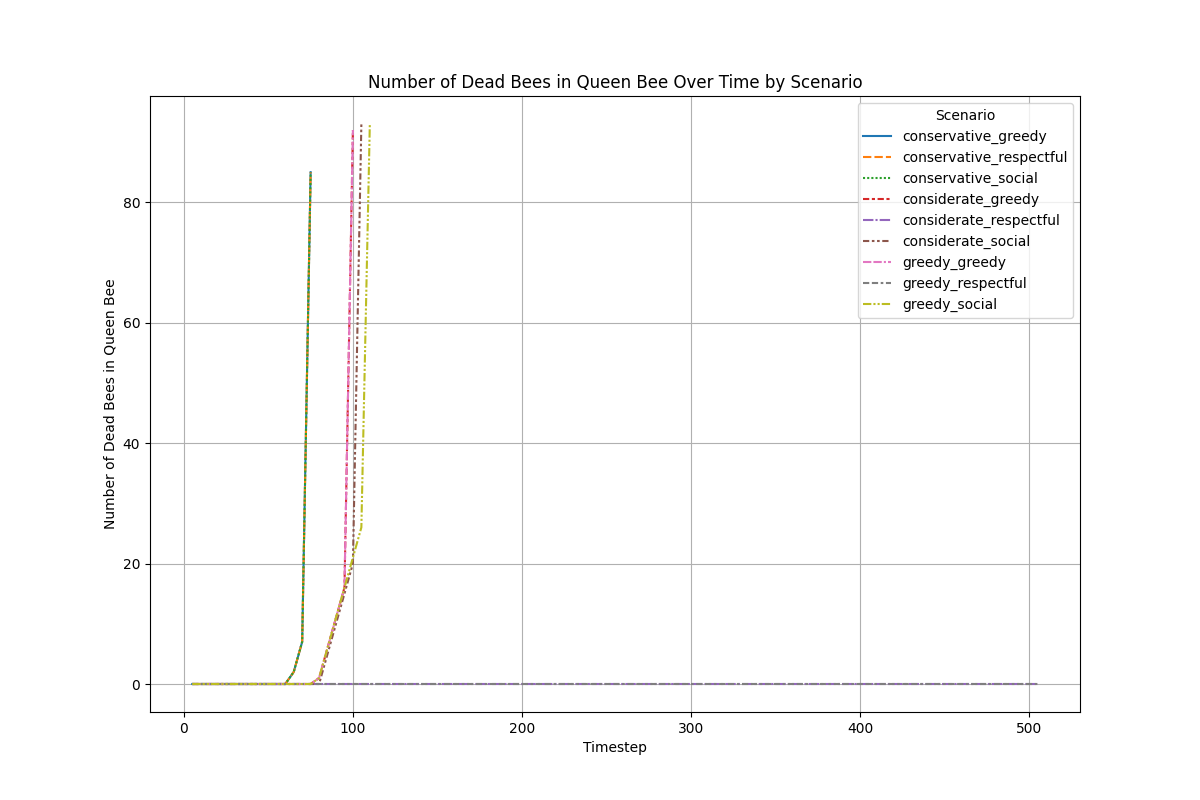 Number of Dead Bees in Queen Bee Over Time by Scenario
Scenario
conservative_greedy
conservative_respectful
conservative_social
considerate_greedy
considerate_respectful
considerate_social
greedy_greedy
greedy_respectful
greedy_social
Number of Dead Bees in Queen Bee
80
60
40
20
0
0
100
200
300
400
500
Timestep